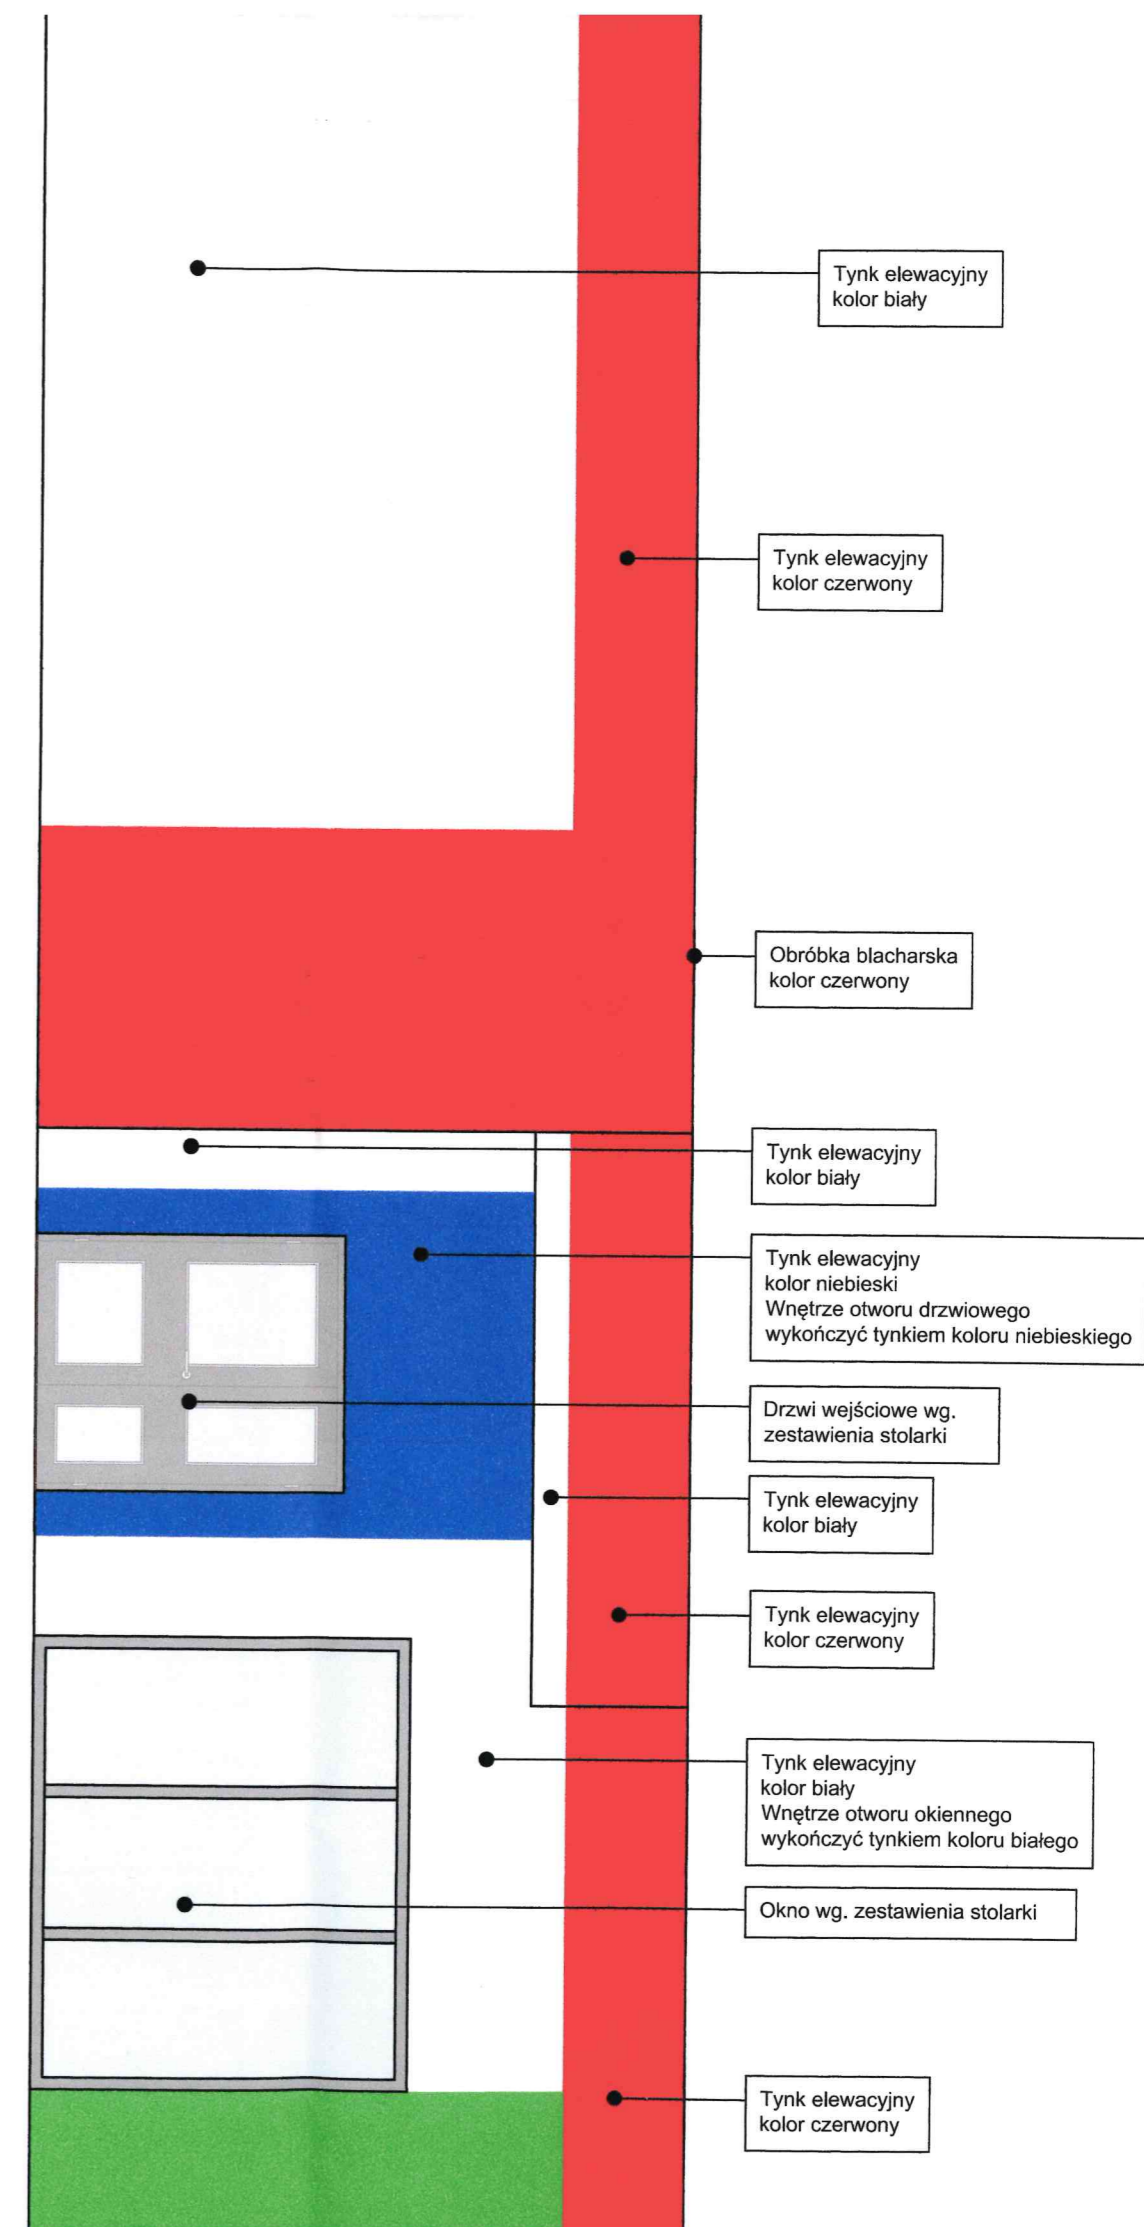 Tynk elewacyjny
kolor biały
Tynk elewacyjny
kolor czerwony
Obróbka blacharska
kolor czerwony
Tynk elewacyjny
kolor biały
Tynk elewacyjny
kolor niebieski
Wnętrze otworu drzwiowego
wykończyć tynkiem koloru niebieskiego
Drzwi wejściowe wg.
zestawienia stolarki
Tynk elewacyjny
kolor biały
Tynk elewacyjny
kolor czerwony
Tynk elewacyjny
kolor biały
Wnętrze otworu okiennego
wykończyć tynkiem koloru białego
Okno wg. zestawienia stolarki
Tynk elewacyjny
kolor czerwony